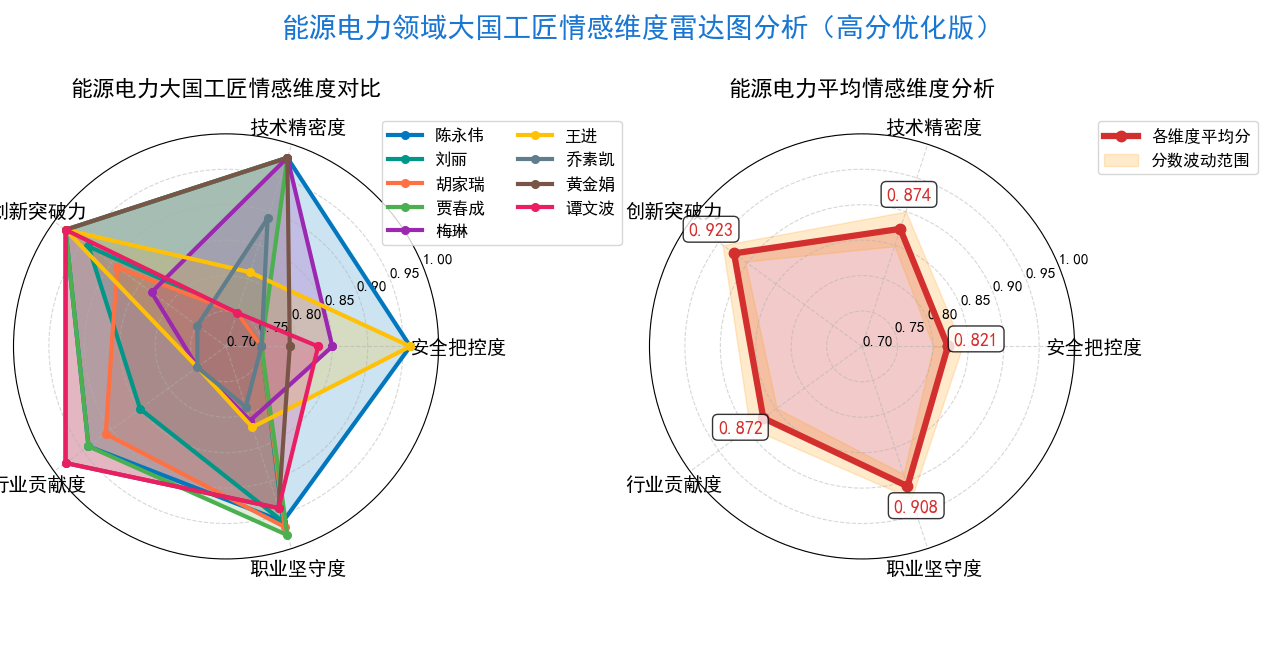 能源电力领域大国工匠情感维度雷达图分析（高分优化版）
能源电力大国工匠情感维度对比
技术精密度
创新突破力
行业贡献度
职业坚守度
安全把控度
0.70
.75
0.80
0.85
0.90
0.95
1.00
陈永伟
刘丽
胡家瑞
贾春成
梅琳
王进
乔素凯
黄金娟
谭文波
能源电力平均情感维度分析
技术精密度
创新突破力
行业贡献度
职业坚守度
安全把控度
0.70
0.75
0.80
0.85
0.90
0.95
1.00
0.874
0.923
0.872
0.908
0.821
各维度平均分
分数波动范围